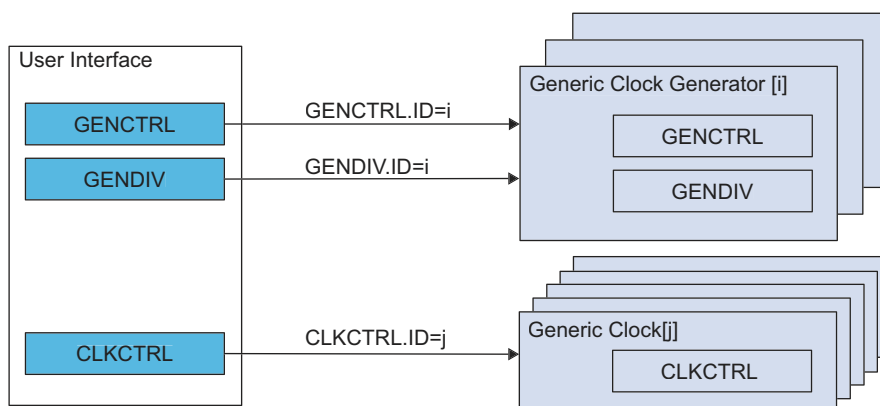 User Interface
GENCTRL
GENDIV
CLKCTRL
GENCTRL.ID=i
GENDIV.ID=i
CLKCTRL.ID=j
Generic Clock Generator [i]
GENCTRL
GENDIV
Generic Clock[j]
CLKCTRL